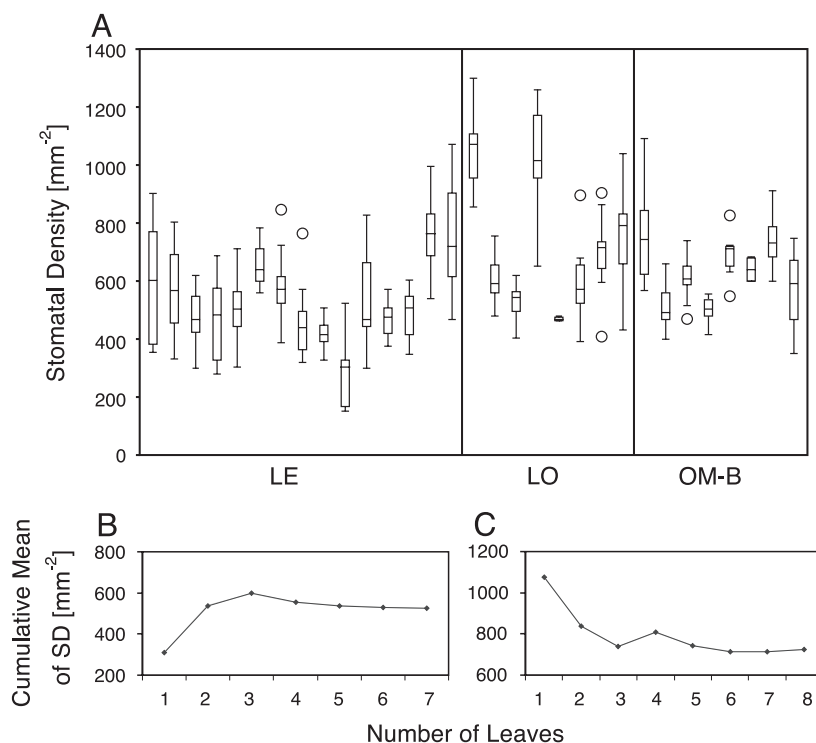 A
Stomatal Density [mm⁻²]
1400
1200
1000
800
600
400
200
0
LE LO OM-B
B
C
Cumulative Mean
of SD [mm⁻²]
800
600
400
200
1 2 3 4 5 6 7
1200
1000
800
600
1 2 3 4 5 6 7 8
Number of Leaves